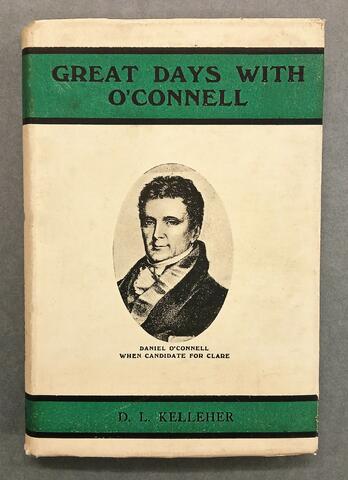 GREAT DAYS WITH
O'CONNELL
DANIEL O'CONNELL
WHEN CANDIDATE FOR CLARE
D. L. KELLEHER